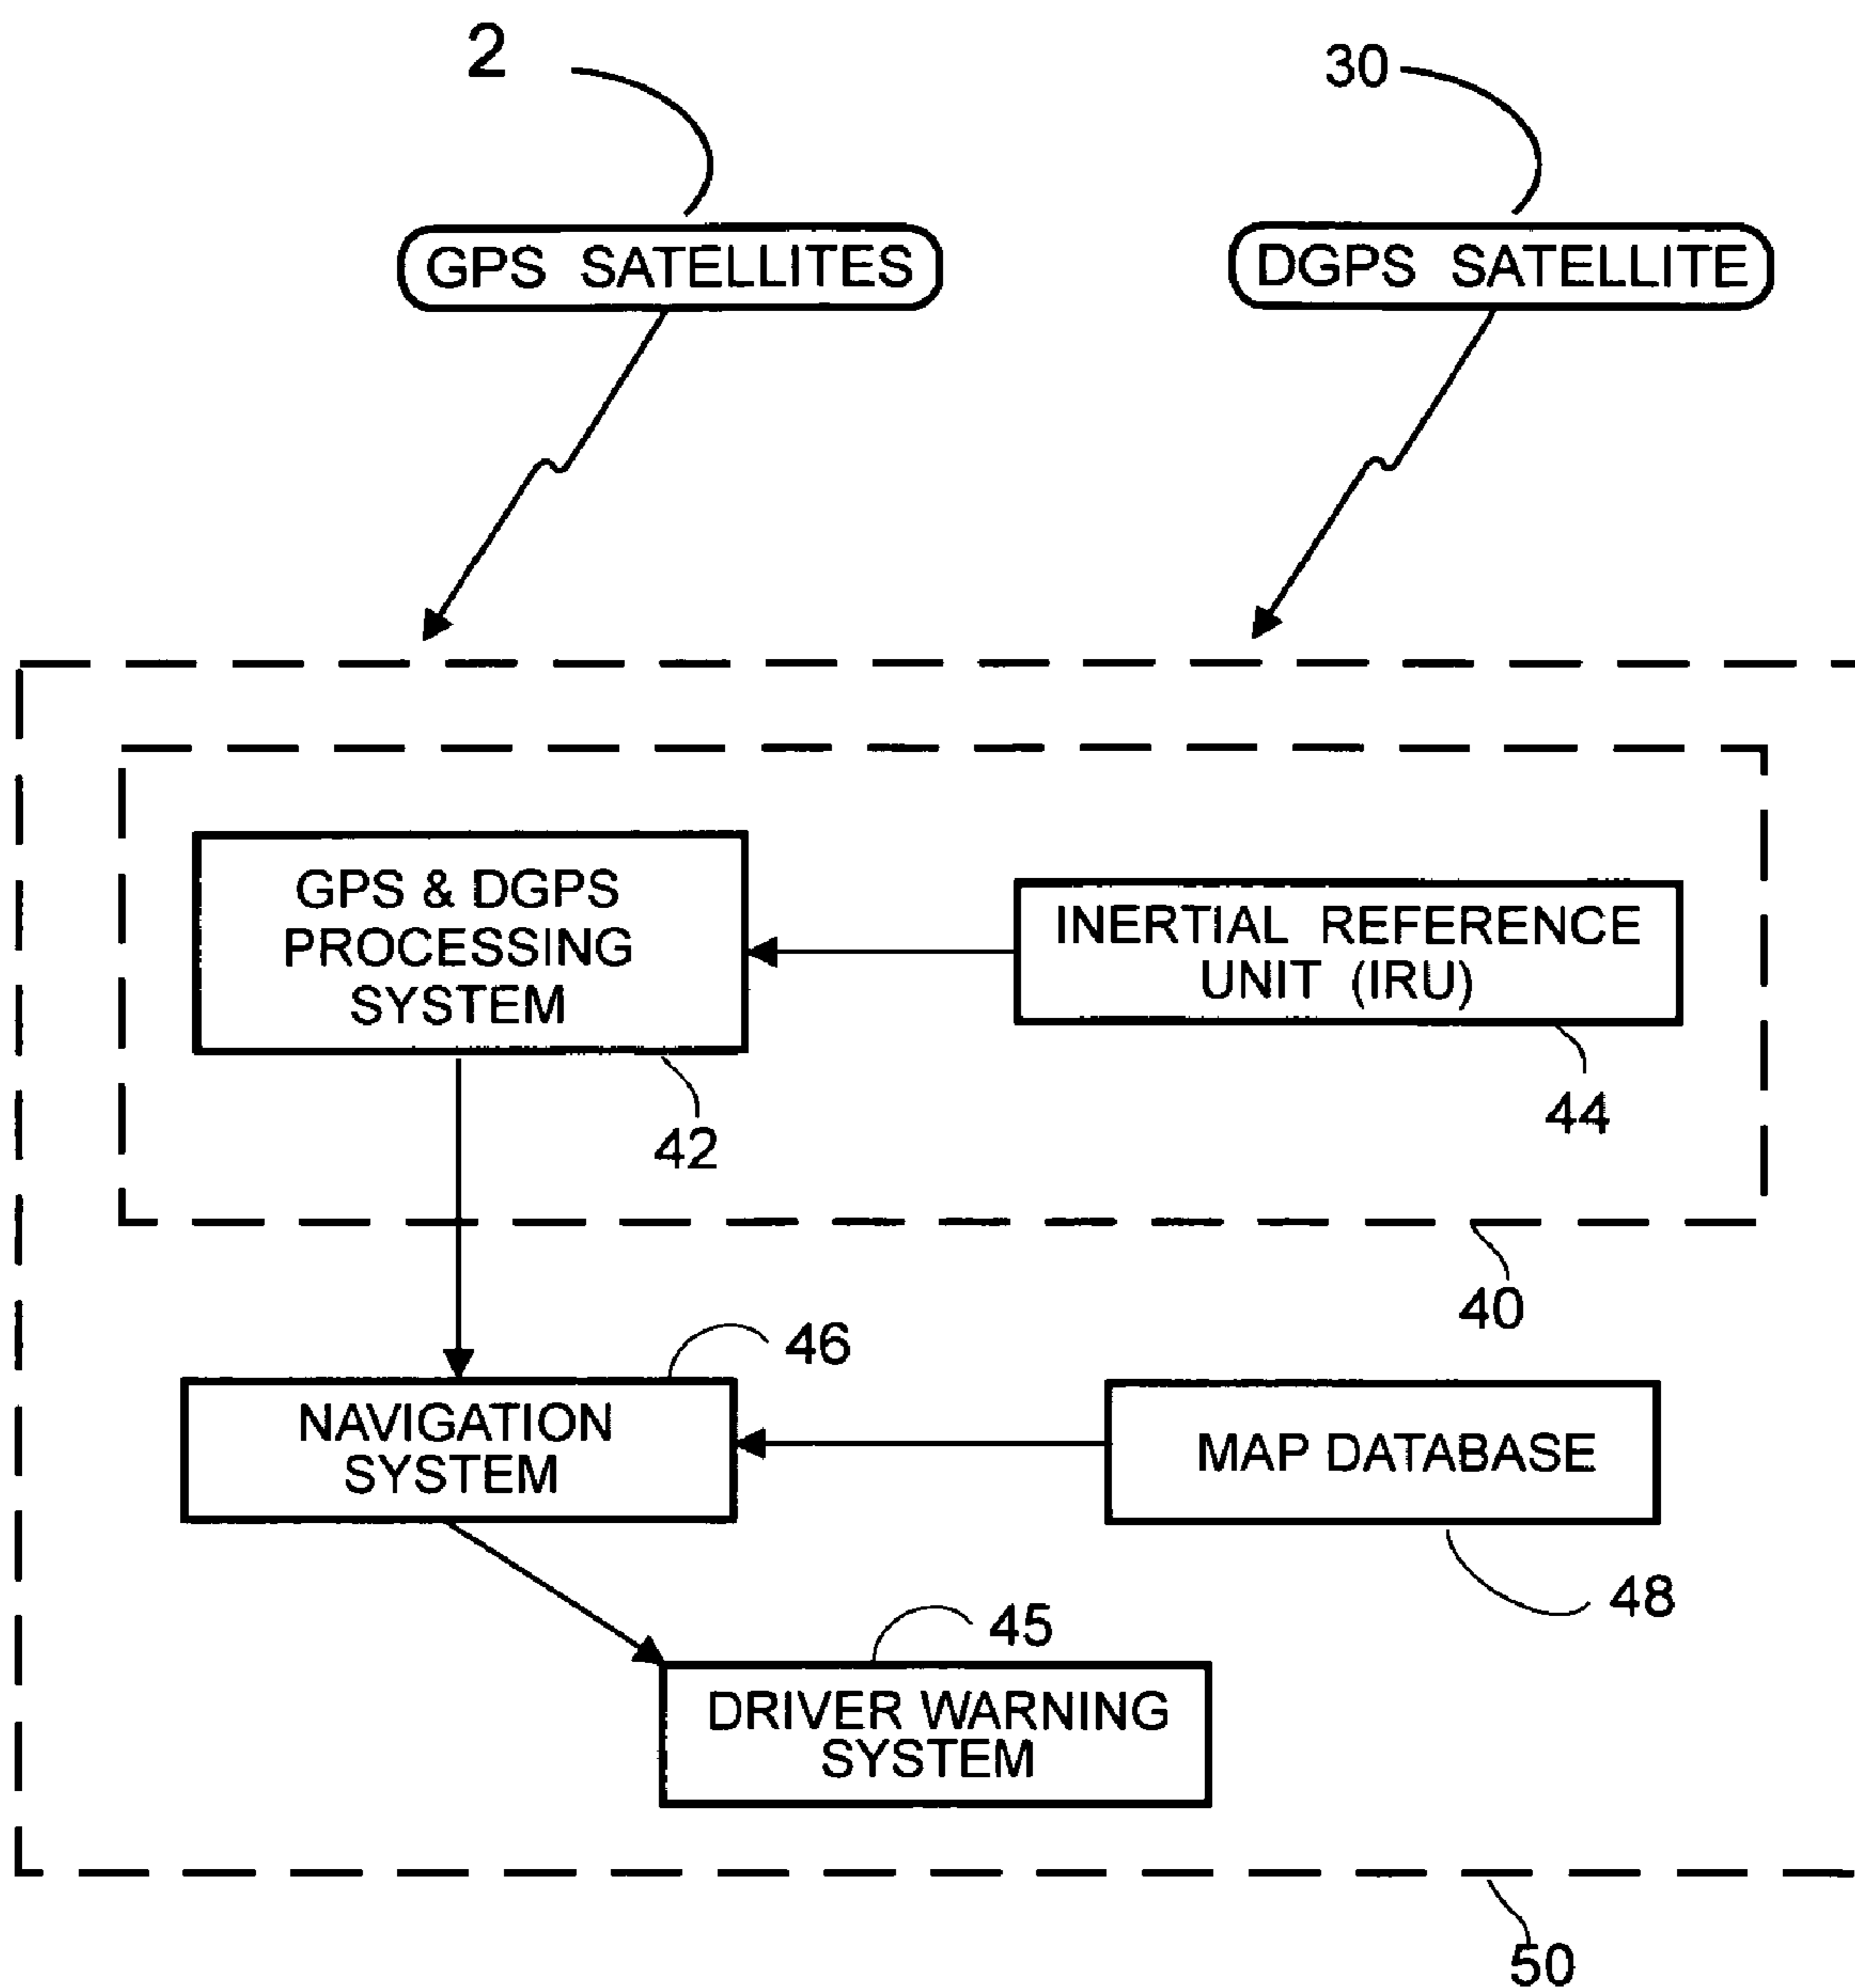 2
30
GPS SATELLITES
DGPS SATELLITE
GPS & DGPS
PROCESSING
SYSTEM
INERTIAL REFERENCE
UNIT (IRU)
42
44
40
46
NAVIGATION
SYSTEM
MAP DATABASE
48
45
DRIVER WARNING
SYSTEM
50